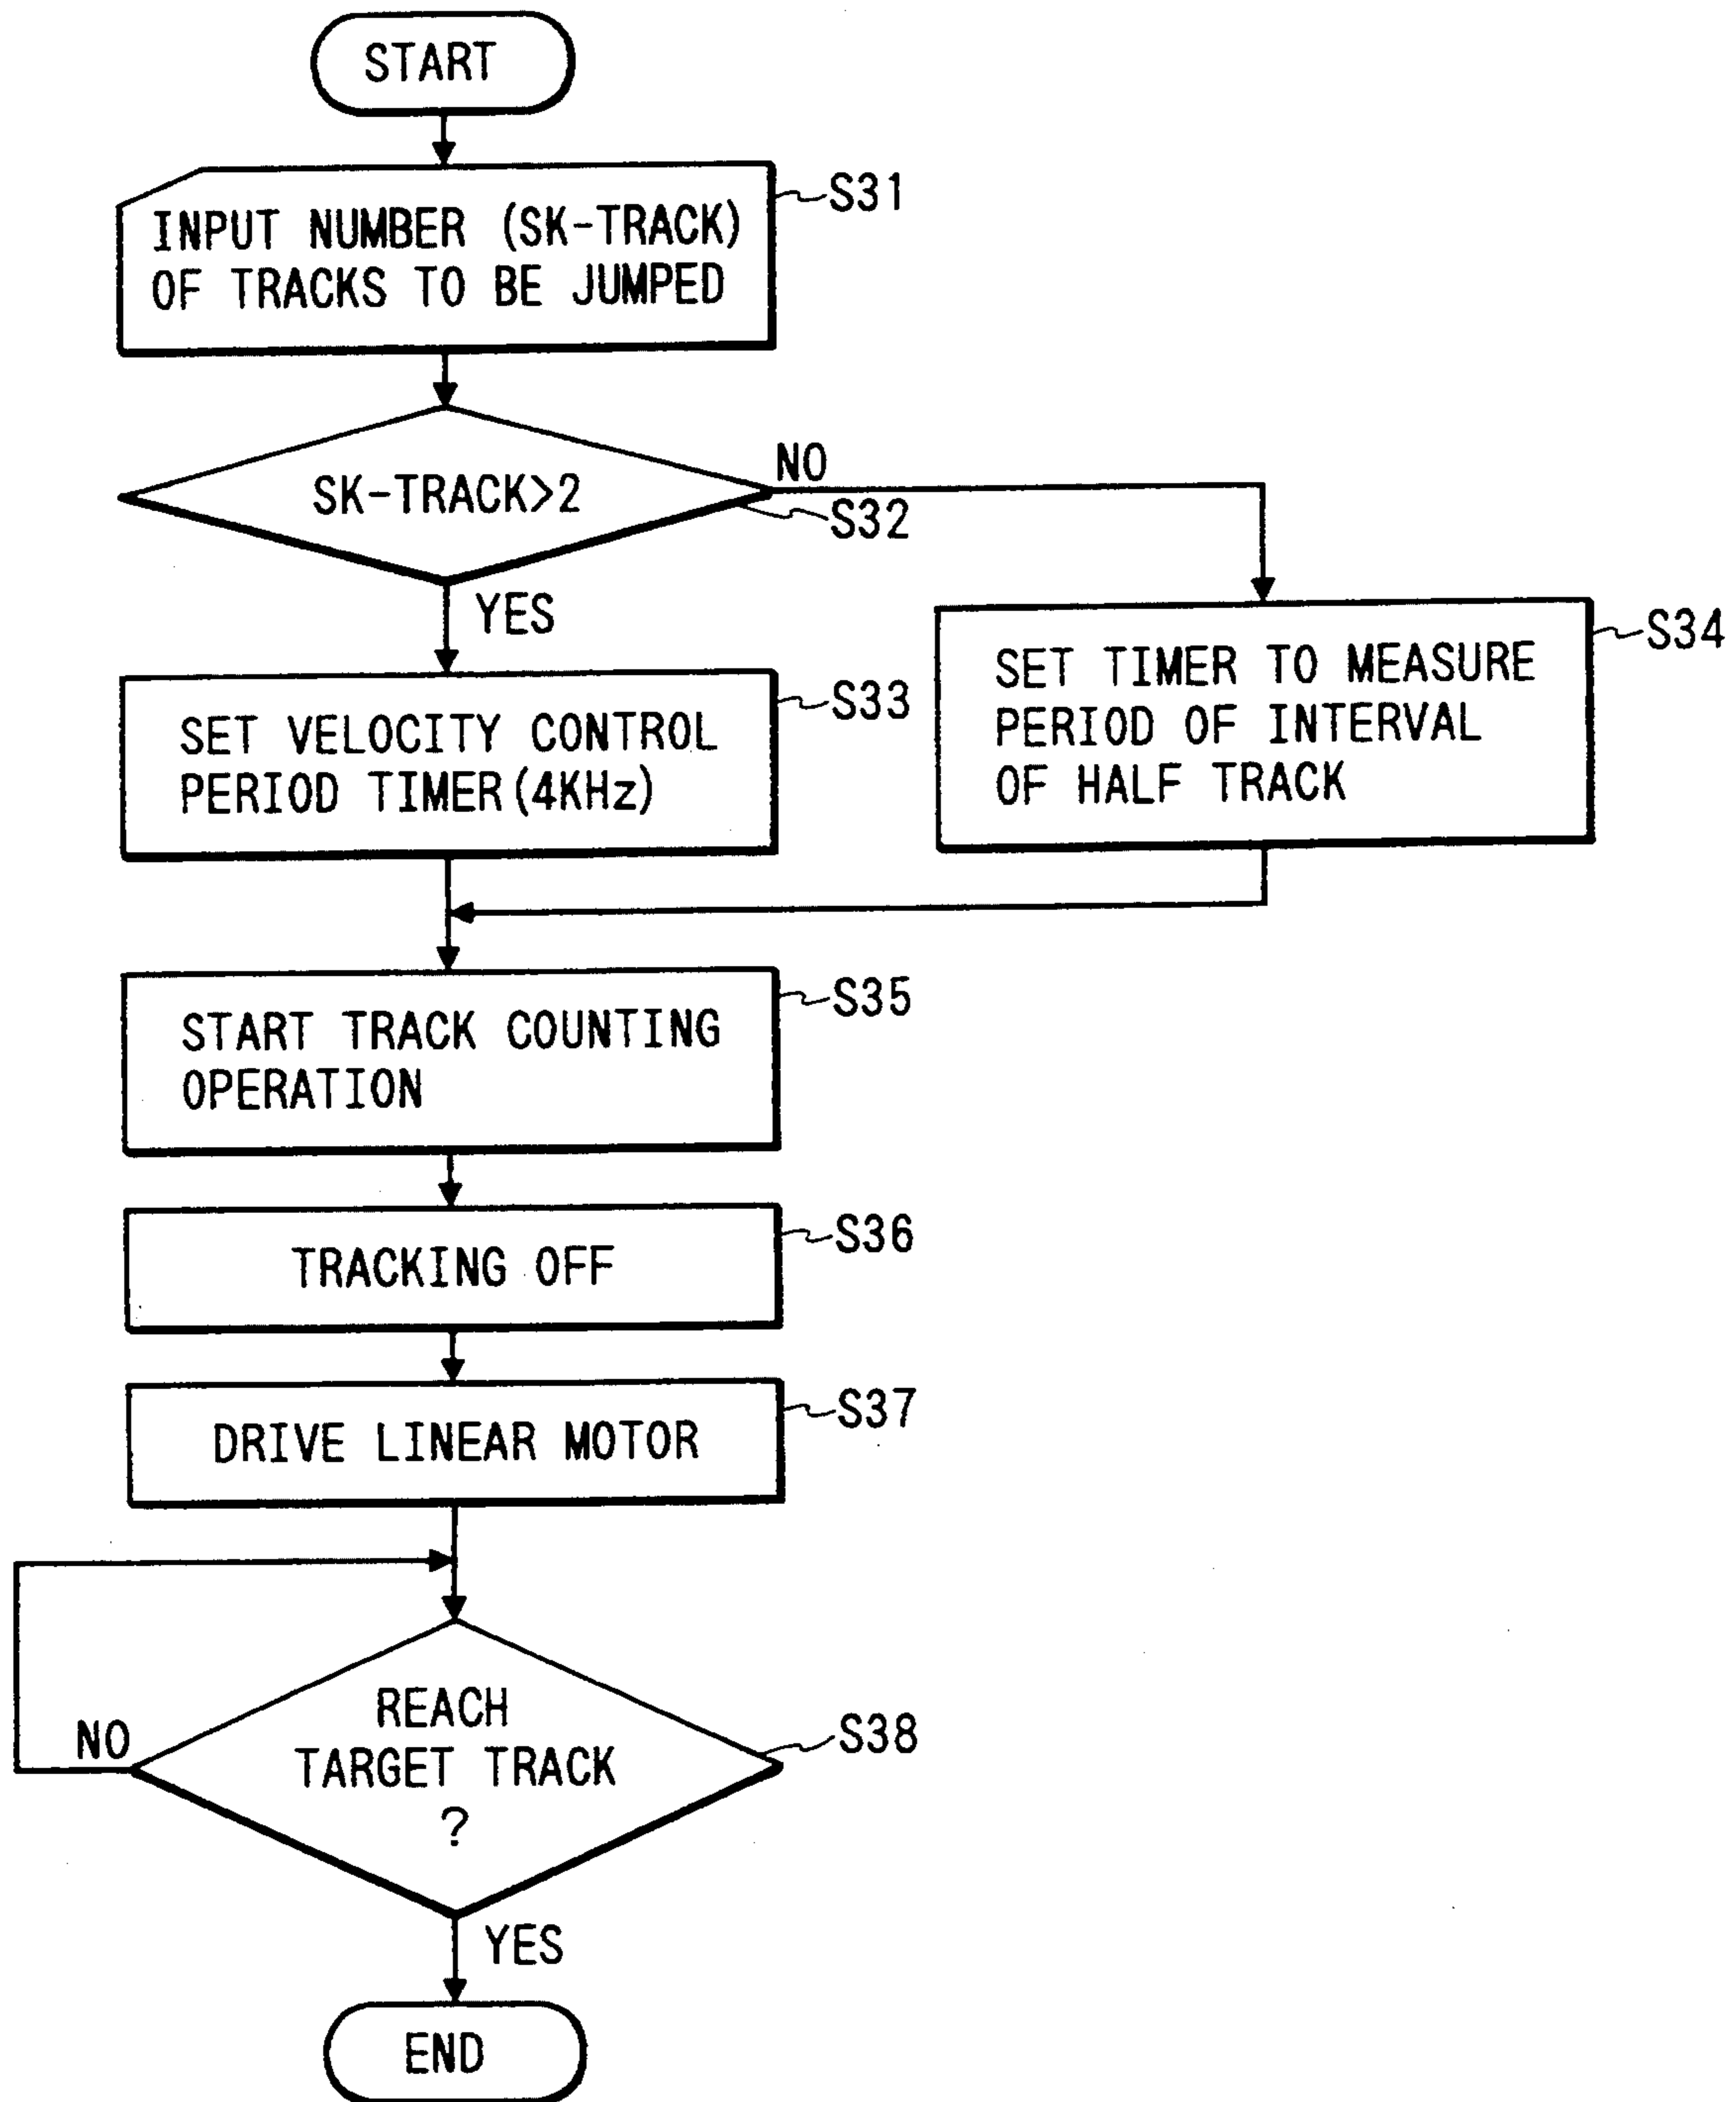 START
INPUT NUMBER (SK-TRACK)
OF TRACKS TO BE JUMPED
S31
SK-TRACK>2
NO
S32
YES
SET VELOCITY CONTROL
PERIOD TIMER(4KHz)
S33
SET TIMER TO MEASURE
PERIOD OF INTERVAL
OF HALF TRACK
S34
START TRACK COUNTING
OPERATION
S35
TRACKING OFF
S36
DRIVE LINEAR MOTOR
S37
REACH
TARGET TRACK
?
S38
NO
YES
END